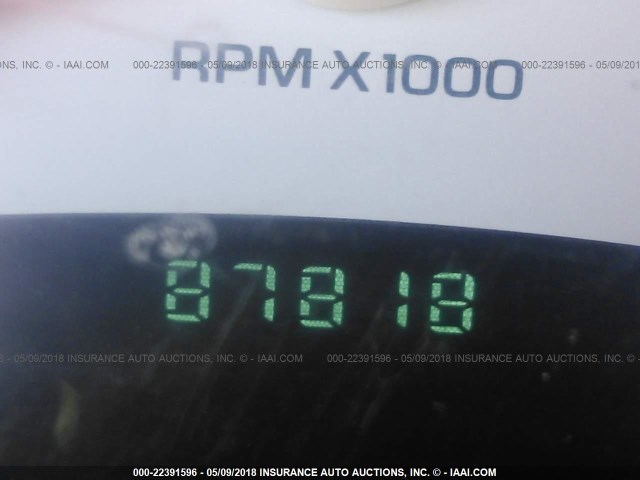 ONS, INC. © - IAAI.COM 000-22391596 - 05/09/2018 INSURANCE AUTO AUCTIONS, INC. © - IAAI.COM 000-22391596 - 05/09/2018
RPM X1000
87818
- 05/09/2018 INSURANCE AUTO AUCTIONS, INC. © - IAAI.COM 000-22391596 - 05/09/2018 INSURANCE AUTO AUCTIONS, INC.
000-22391596 - 05/09/2018 INSURANCE AUTO AUCTIONS, INC. © - IAAI.COM